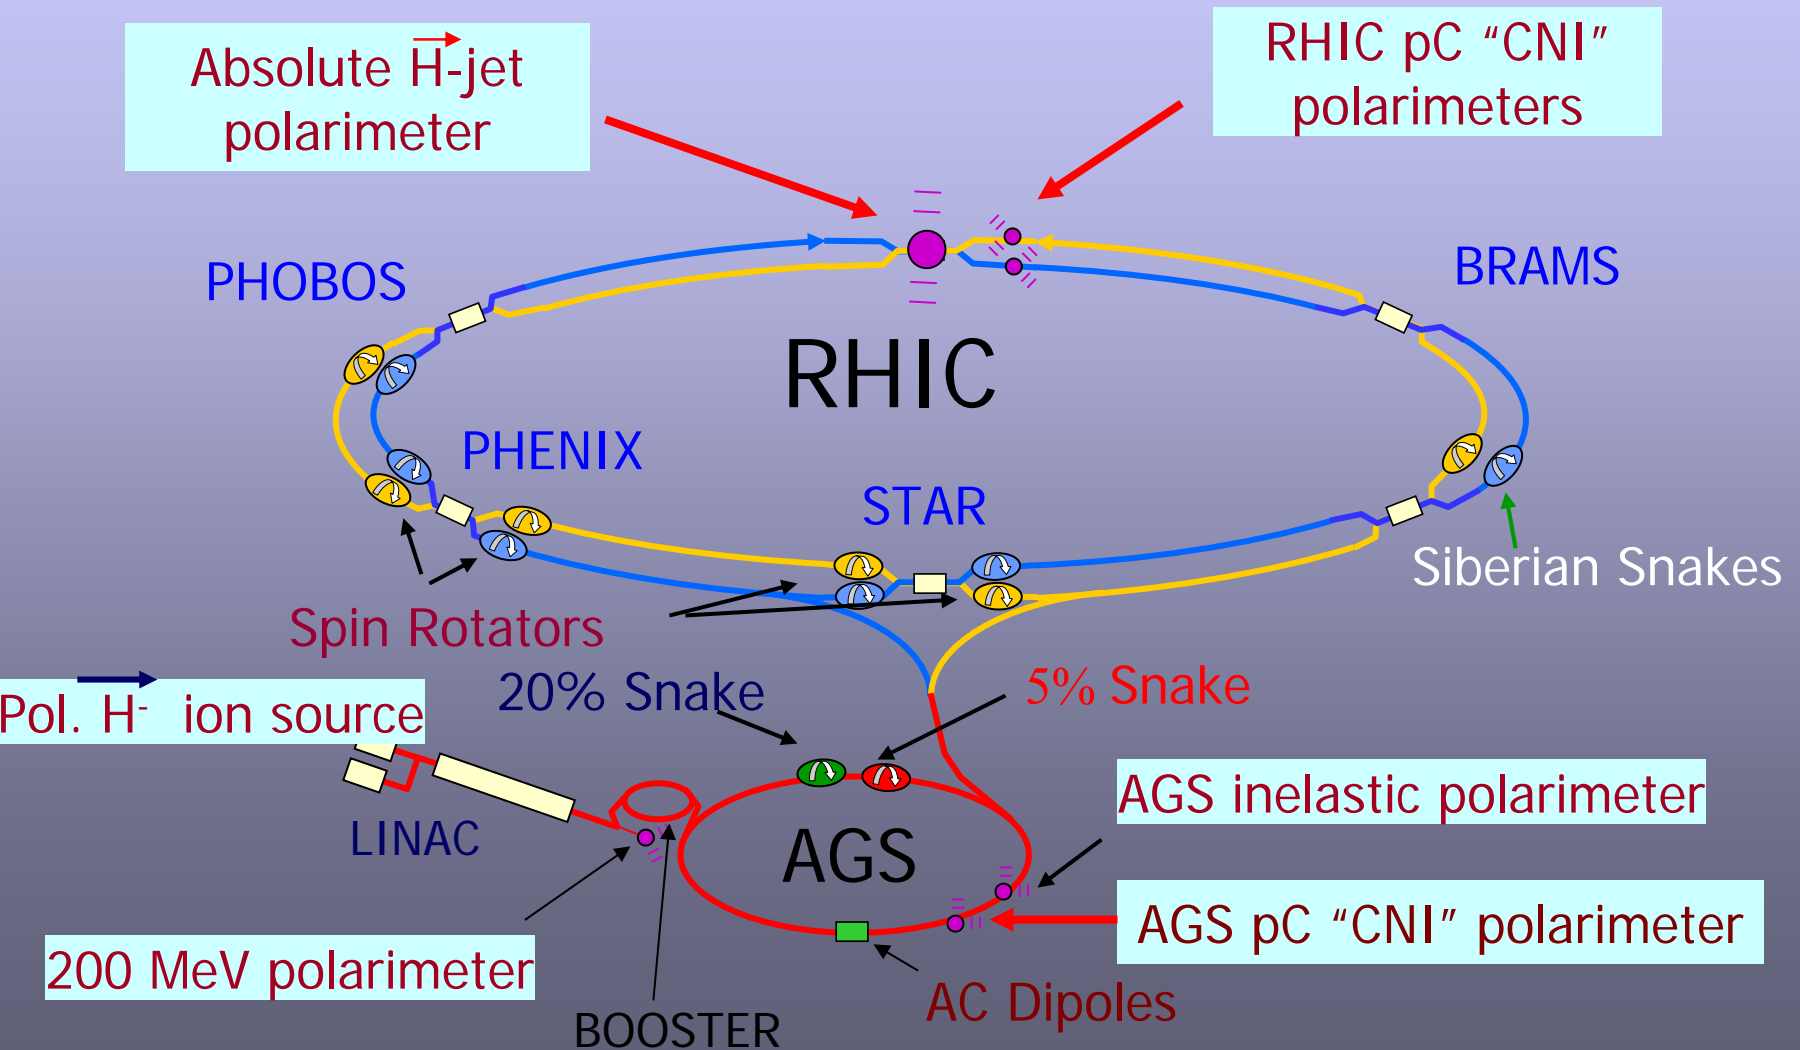 Absolute H-jet
polarimeter
RHIC pC “CNI”
polarimeters
PHOBOS
BRAMS
RHIC
PHENIX
STAR
Siberian Snakes
Spin Rotators
20% Snake
5% Snake
Pol. H- ion source
LINAC
AGS
AGS inelastic polarimeter
AGS pC “CNI” polarimeter
200 MeV polarimeter
AC Dipoles
BOOSTER